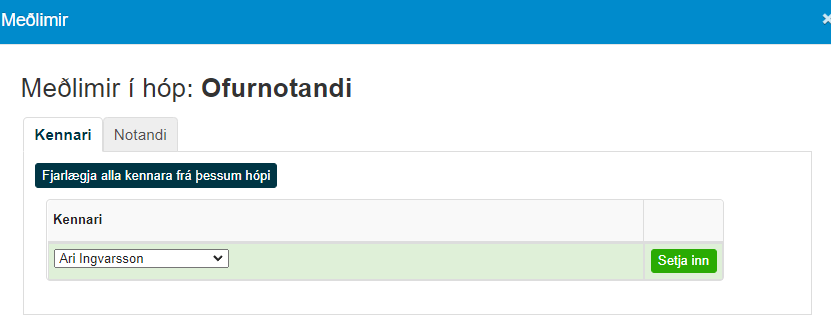 Meðlimir
Meðlimir í hóp: Ofurnotandi
Kennari
Notandi
Fjarlægja alla kennara frá þessum hópi
Kennari
Ari Ingvarsson
Setja inn